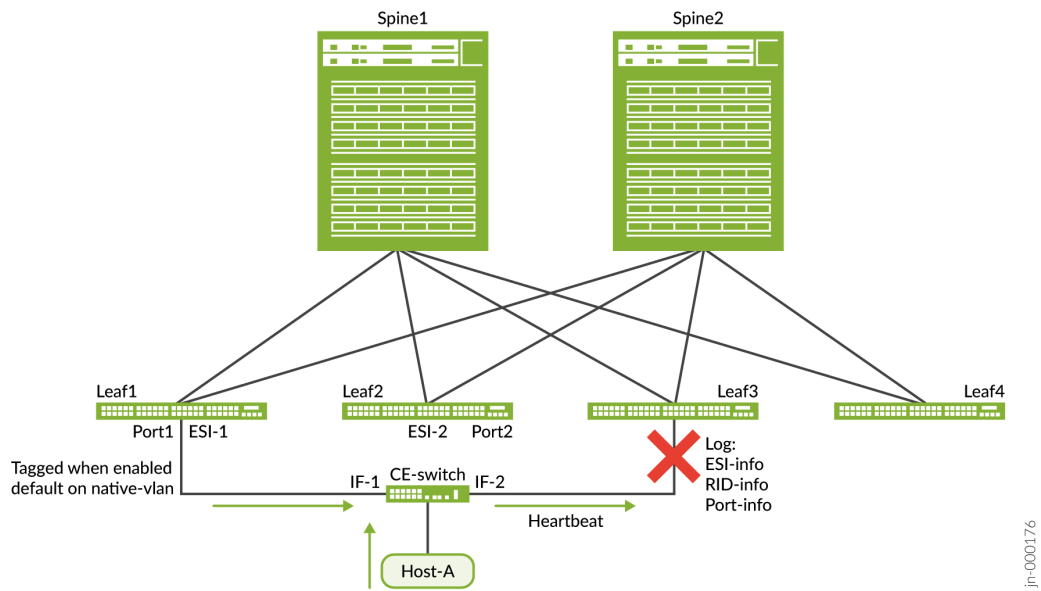 Spine1
Spine2
Leaf1
Leaf2
Leaf3
Leaf4
Port1
ESI-1
ESI-2
Port2
Log:
ESI-info
RID-info
Port-info
Tagged when enabled
default on native-vlan
IF-1
CE-switch
IF-2
Heartbeat
Host-A
jn-000176